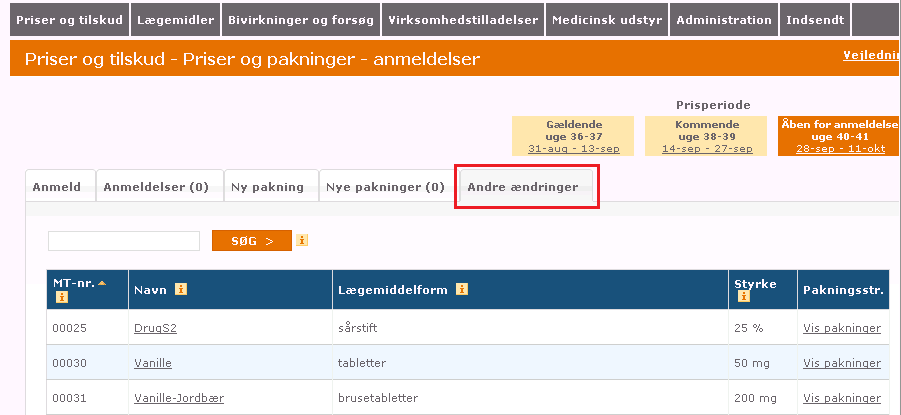 Priser og tilskud Lægemidler Bivirkninger og forsøg Virksomhedstilladelser Medicinsk udstyr Administration Indsendt
Priser og tilskud - Priser og pakninger - anmeldelser
Prisperiode
Gældende
uge 36-37
31-aug - 13-sep
Kommende
uge 38-39
14-sep - 27-sep
Åben for anmeldelse
uge 40-41
28-sep - 11-okt
Anmeld Anmeldelser (0) Ny pakning Nye pakninger (0) Andre ændringer
SØG >
MT-nr. Navn Lægemiddelform Styrke Pakningsstr.
00025 DrugS2 sårstift 25 % Vis pakninger
00030 Vanille tabletter 50 mg Vis pakninger
00031 Vanille-Jordbær brusetabletter 200 mg Vis pakninger